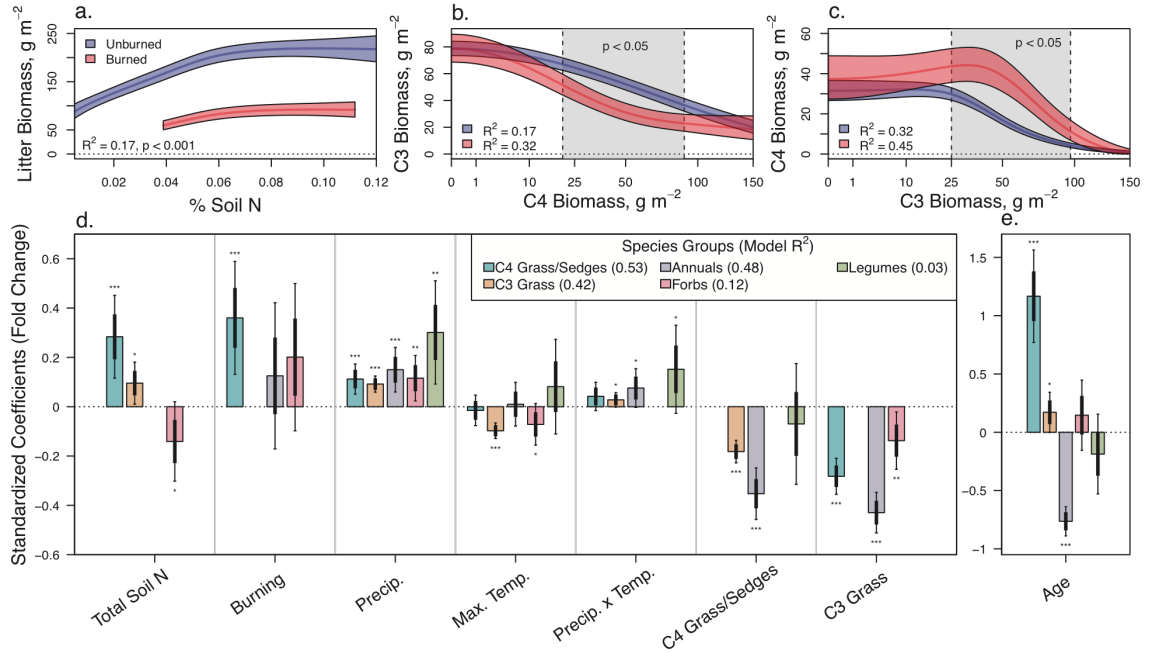 a.
Litter Biomass, g m⁻²
250
150
100
50
0
Unburned
Burned
R² = 0.17, p < 0.001
0.02
0.04
0.06
0.08
0.10
0.12
% Soil N
b.
C3 Biomass, g m⁻²
80
60
40
20
0
p < 0.05
R² = 0.17
R² = 0.32
0
1
10
25
50
100
150
C4 Biomass, g m⁻²
c.
C4 Biomass, g m⁻²
60
40
20
0
p < 0.05
R² = 0.32
R² = 0.45
0
1
10
25
50
100
150
C3 Biomass, g m⁻²
d.
Standardized Coefficients (Fold Change)
0.6
0.4
0.2
0
−0.2
−0.4
−0.6
Species Groups (Model R²)
C4 Grass/Sedges (0.53)
Annuals (0.48)
Legumes (0.03)
C3 Grass (0.42)
Forbs (0.12)
***
*
*
***
***
***
***
**
**
***
*
*
*
*
***
***
***
***
**
Total Soil N
Burning
Precip.
Max. Temp.
Precip. x Temp.
C4 Grass/Sedges
C3 Grass
e.
1.5
1
0.5
0
−0.5
−1
***
*
***
Age